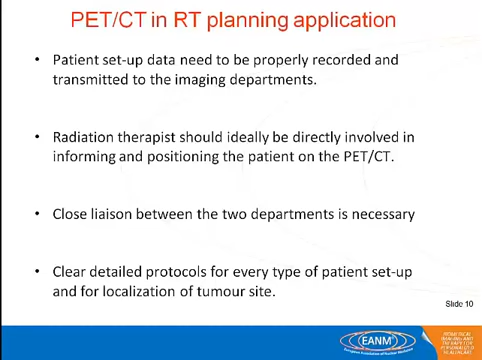 PET/CT in RT planning application
• Patient set-up data need to be properly recorded and
transmitted to the imaging departments.
• Radiation therapist should ideally be directly involved in
informing and positioning the patient on the PET/CT.
• Close liaison between the two departments is necessary
• Clear detailed protocols for every type of patient set-up
and for localization of tumour site.
Slide 10
EANM